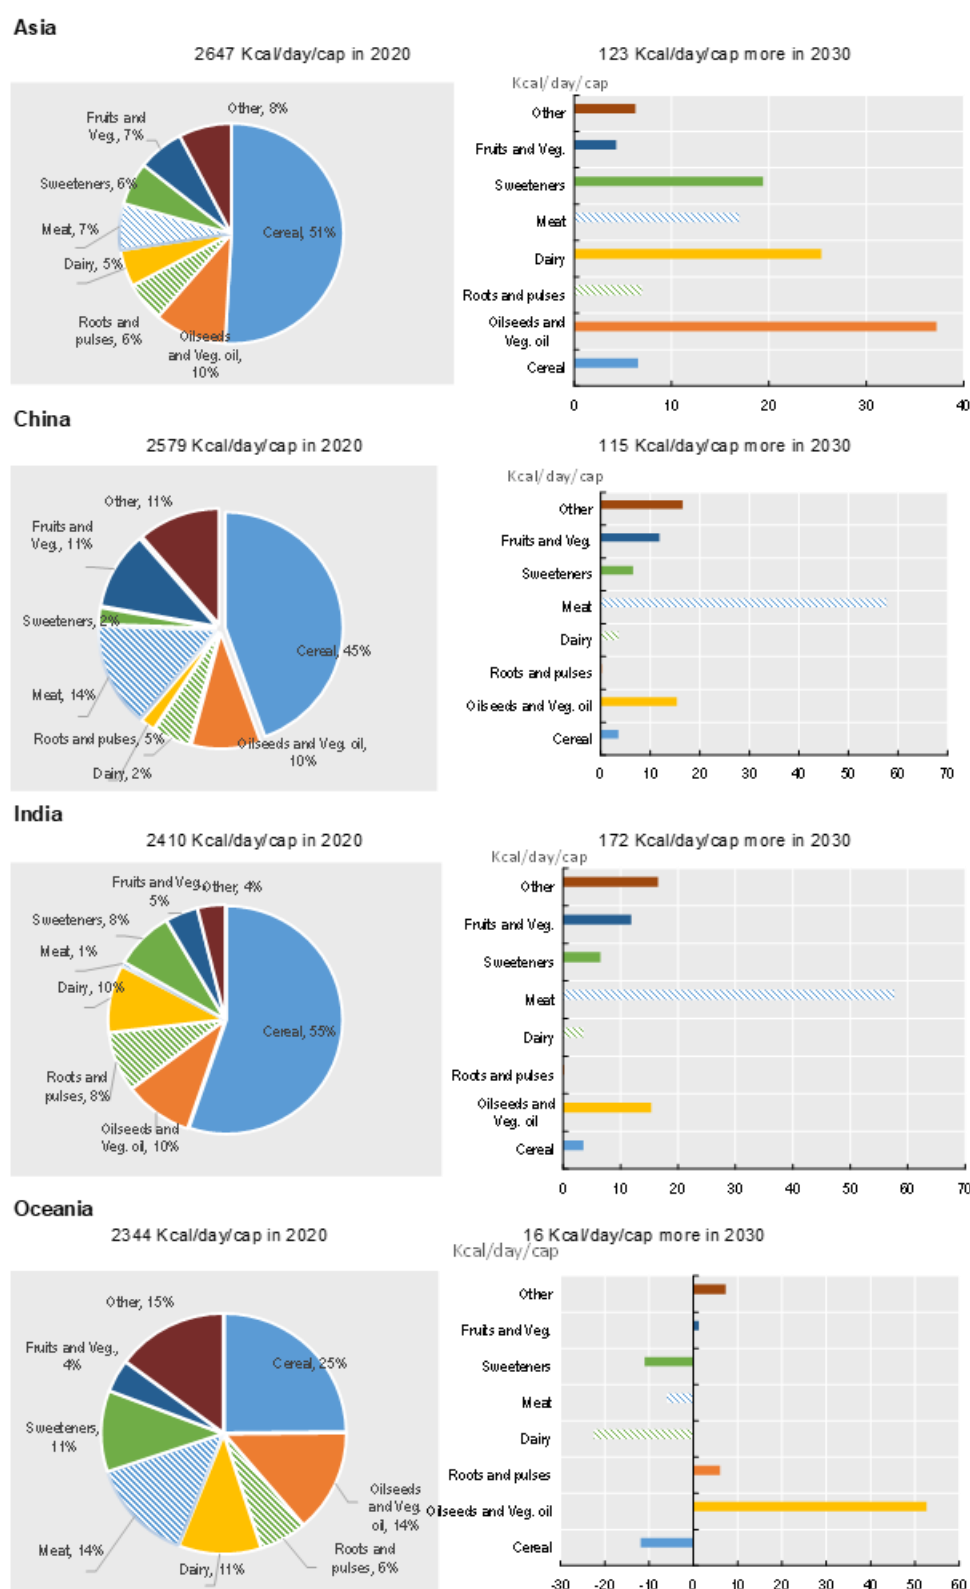 Asia
2647 Kcal/day/cap in 2020
123 Kcal/day/cap more in 2030
Kcal/day/cap
Other, 8%
Fruits and
Veg., 7%
Sweeteners, 6%
Meat, 7%
Dairy, 5%
Roots and
pulses, 6%
Oilseeds
and Veg. oil,
10%
Cereal, 51%
Other
Fruits and Veg.
Sweeteners
Meat
Dairy
Roots and pulses
Oilseeds and
Veg. oil
Cereal
0 10 20 30 40
China
2579 Kcal/day/cap in 2020
115 Kcal/day/cap more in 2030
Kcal/day/cap
Other, 11%
Fruits and
Veg., 11%
Sweeteners, 2%
Meat, 14%
Roots and pulses, 5%
Dairy, 2%
Oilseeds and Veg. oil,
10%
Cereal, 45%
Other
Fruits and Veg.
Sweeteners
Meat
Dairy
Roots and pulses
Oilseeds and Veg. oil
Cereal
0 10 20 30 40 50 60 70
India
2410 Kcal/day/cap in 2020
172 Kcal/day/cap more in 2030
Kcal/day/cap
Fruits and Veg.,
5%
Other, 4%
Sweeteners, 8%
Meat, 1%
Dairy, 10%
Roots and
pulses, 8%
Oilseeds and
Veg. oil, 10%
Cereal, 55%
Other
Fruits and Veg.
Sweeteners
Meat
Dairy
Roots and pulses
Oilseeds and
Veg. oil
Cereal
0 10 20 30 40 50 60 70
Oceania
2344 Kcal/day/cap in 2020
16 Kcal/day/cap more in 2030
Kcal/day/cap
Other, 15%
Fruits and Veg.,
4%
Sweeteners,
11%
Meat, 14%
Dairy, 11%
Roots and
pulses, 6%
Oilseeds
and Veg.
oil, 14%
Cereal, 25%
Other
Fruits and Veg.
Sweeteners
Meat
Dairy
Roots and pulses
Oilseeds and Veg. oil
Cereal
-30 -20 -10 0 10 20 30 40 50 60